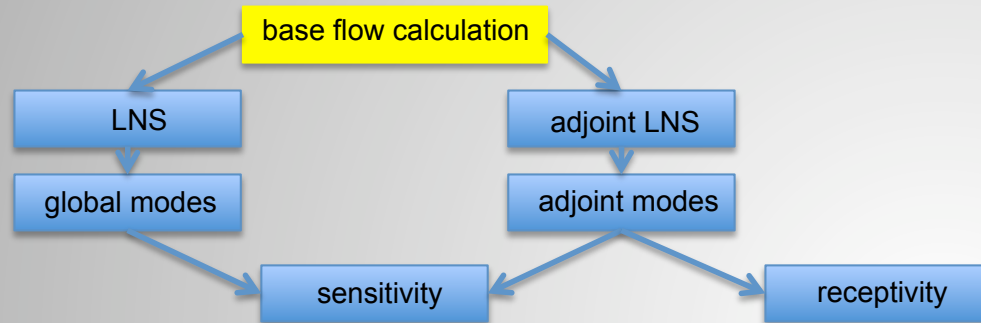 base flow calculation
LNS
adjoint LNS
global modes
adjoint modes
sensitivity
receptivity